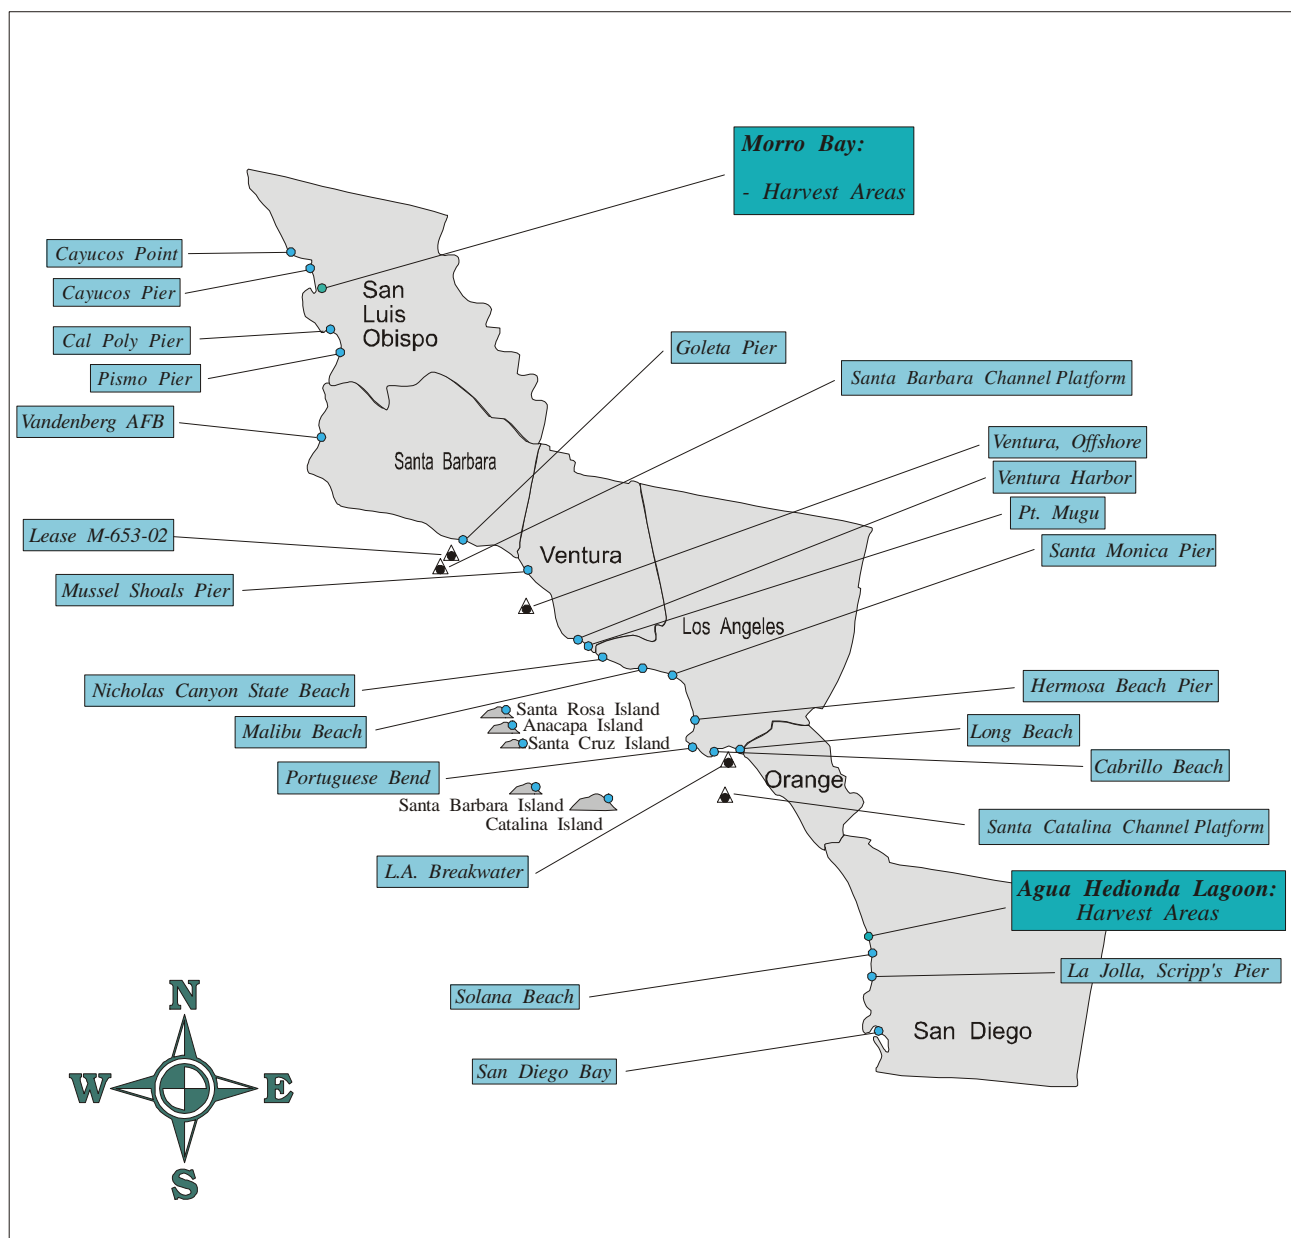 Morro Bay:
- Harvest Areas
Cayucos Point
Cayucos Pier
San
Luis
Obispo
Cal Poly Pier
Goleta Pier
Pismo Pier
Santa Barbara Channel Platform
Vandenberg AFB
Ventura, Offshore
Santa Barbara
Ventura Harbor
Pt. Mugu
Lease M-653-02
Ventura
Santa Monica Pier
Mussel Shoals Pier
Los Angeles
Nicholas Canyon State Beach
Hermosa Beach Pier
Santa Rosa Island
Malibu Beach
Anacapa Island
Long Beach
Santa Cruz Island
Cabrillo Beach
Portuguese Bend
Orange
Santa Barbara Island
Catalina Island
Santa Catalina Channel Platform
L.A. Breakwater
Agua Hedionda Lagoon:
Harvest Areas
La Jolla, Scripp's Pier
Solana Beach
San Diego
San Diego Bay
N
W
E
S